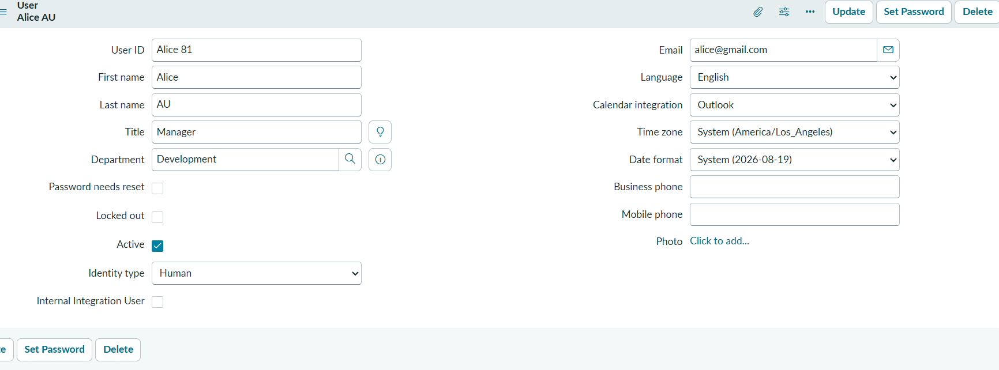 User
Alice AU
Update
Set Password
Delete
User ID
Alice 81
First name
Alice
Last name
AU
Title
Manager
Department
Development
Password needs reset
Locked out
Active
Identity type
Human
Internal Integration User
Email
alice@gmail.com
Language
English
Calendar integration
Outlook
Time zone
System (America/Los_Angeles)
Date format
System (2026-08-19)
Business phone
Mobile phone
Photo
Click to add...
Set Password
Delete